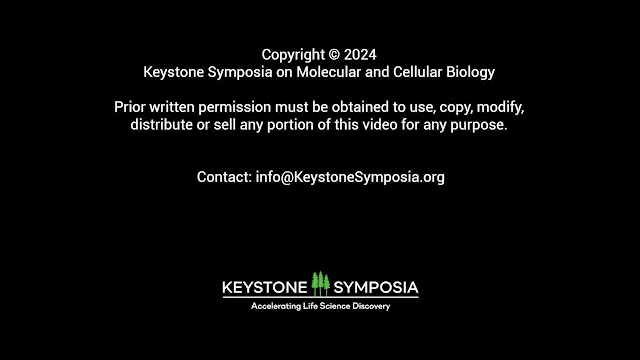 Copyright © 2024
Keystone Symposia on Molecular and Cellular Biology
Prior written permission must be obtained to use, copy, modify,
distribute or sell any portion of this video for any purpose.
Contact: info@KeystoneSymposia.org
KEYSTONE SYMPOSIA
Accelerating Life Science Discovery